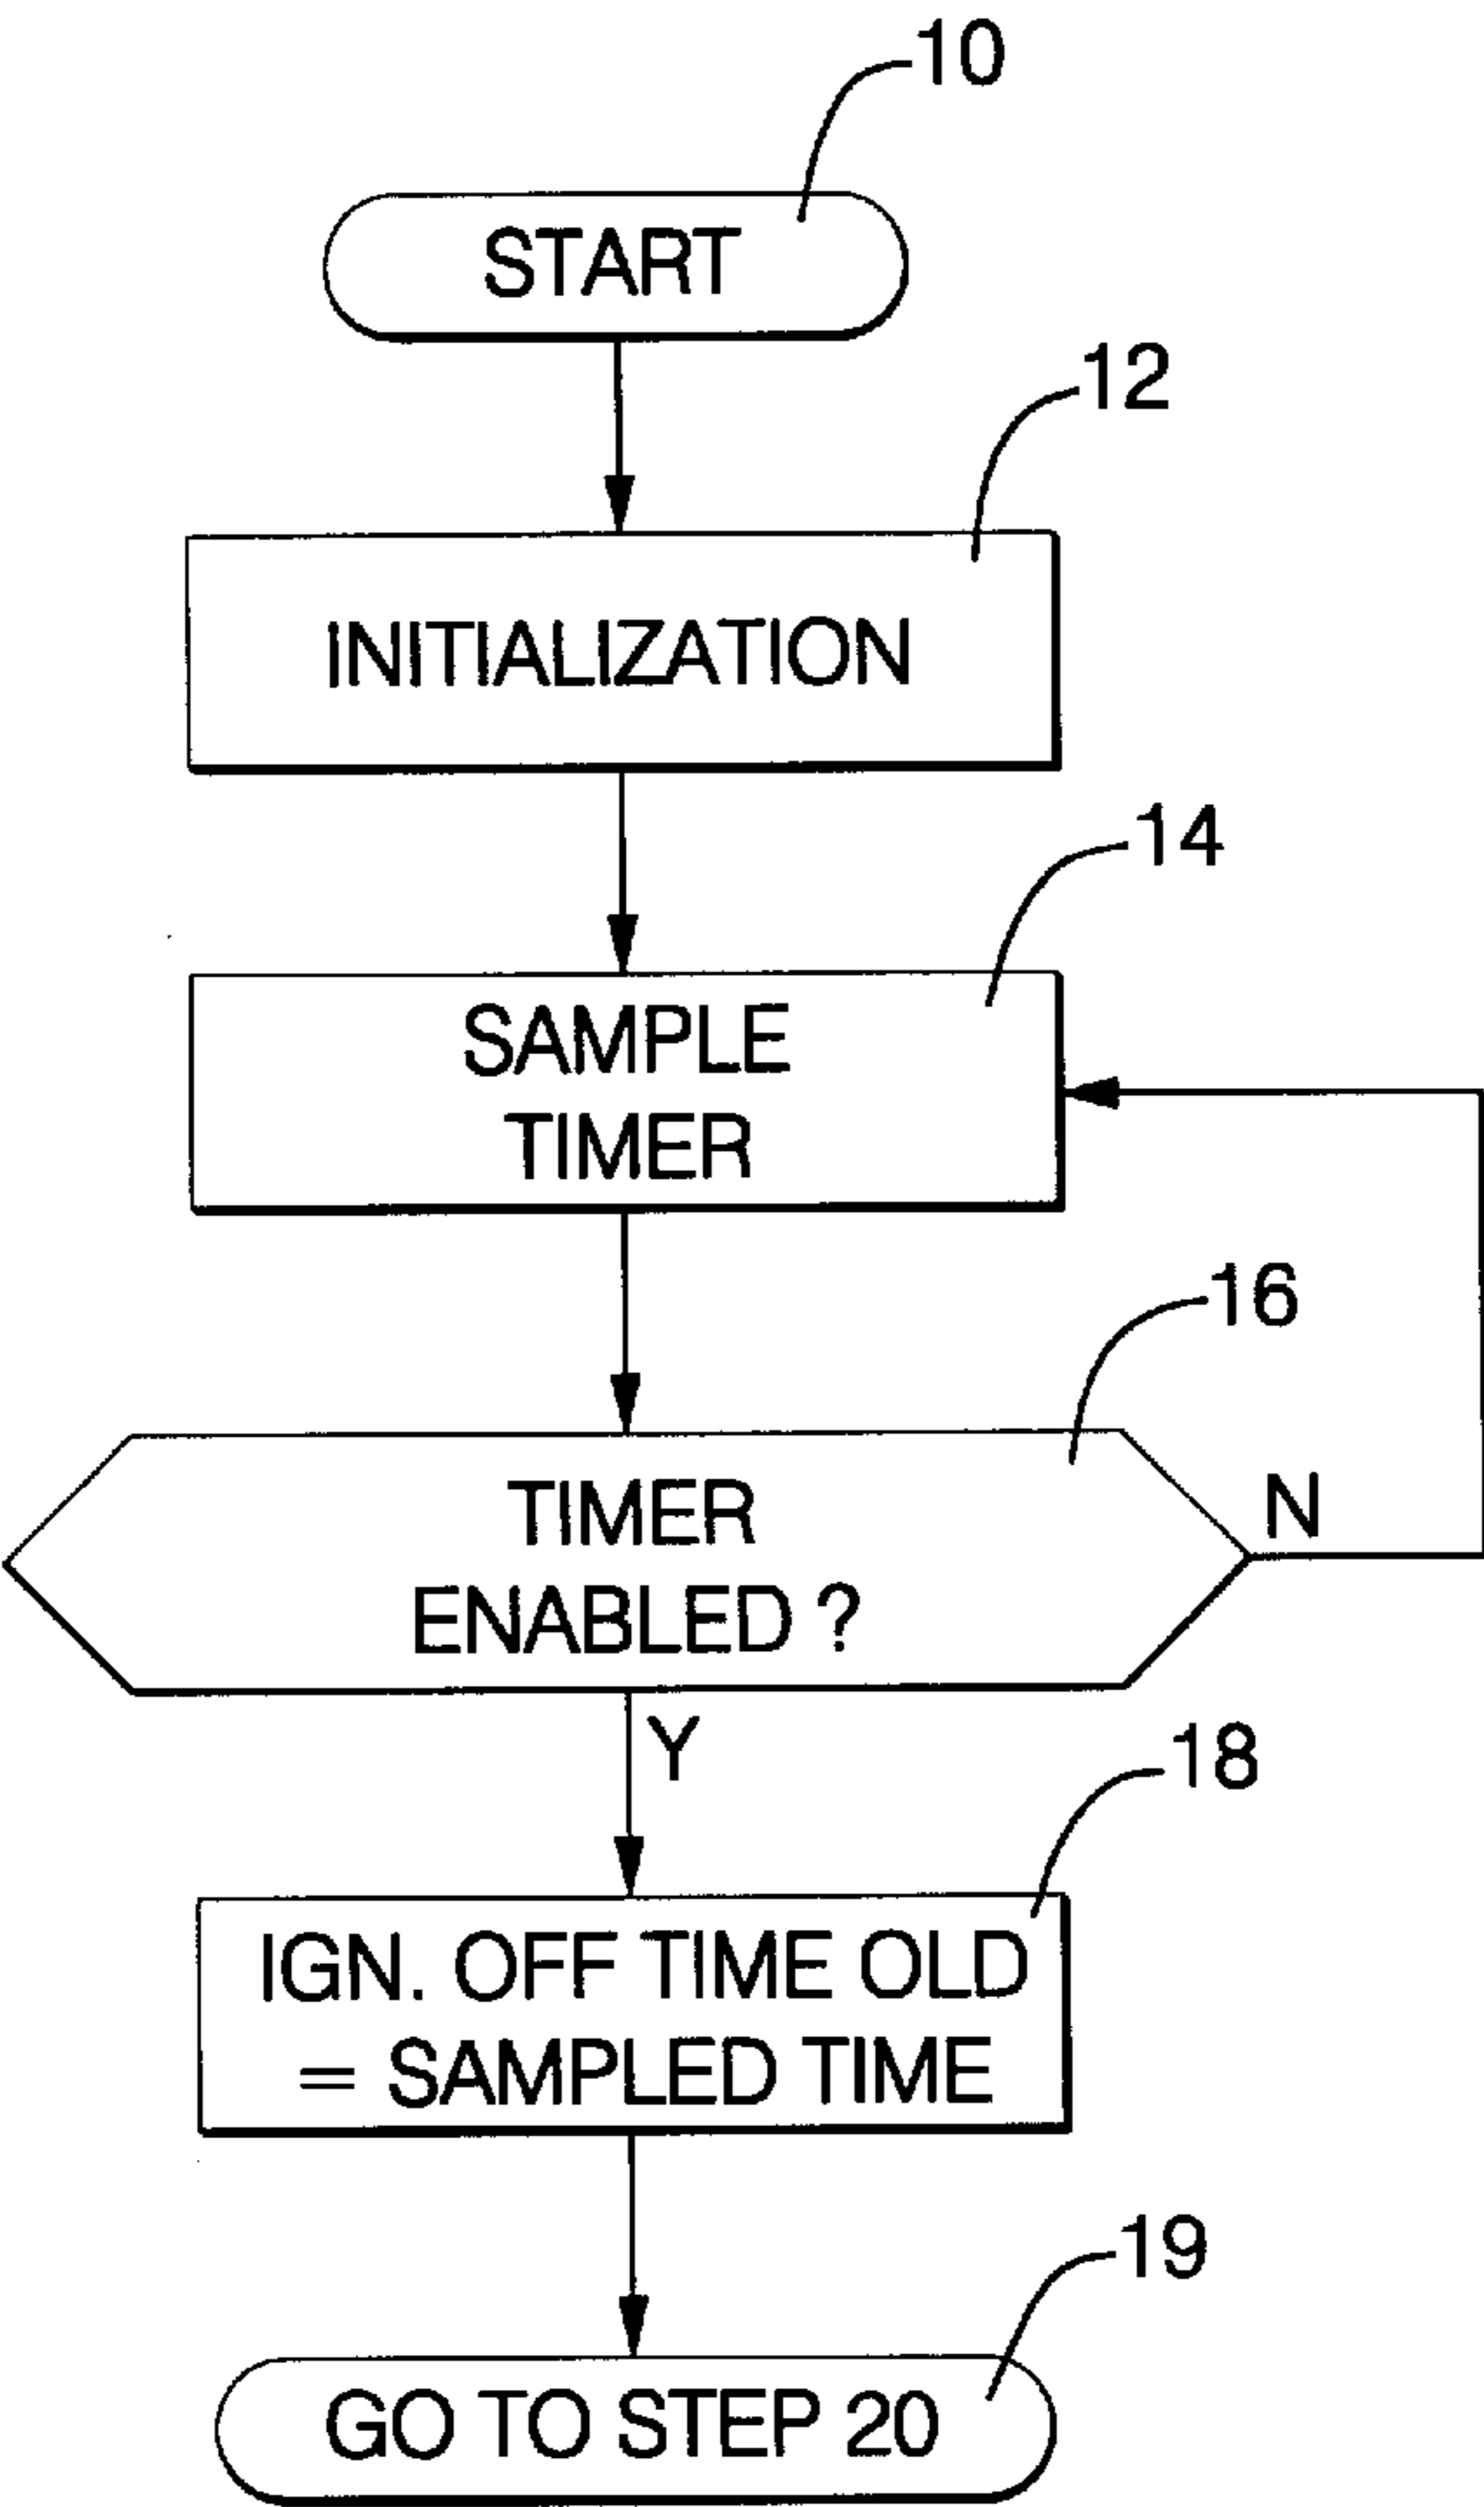 10
START
12
INITIALIZATION
14
SAMPLE
TIMER
16
TIMER
ENABLED ?
N
Y
18
IGN. OFF TIME OLD
= SAMPLED TIME
19
GO TO STEP 20